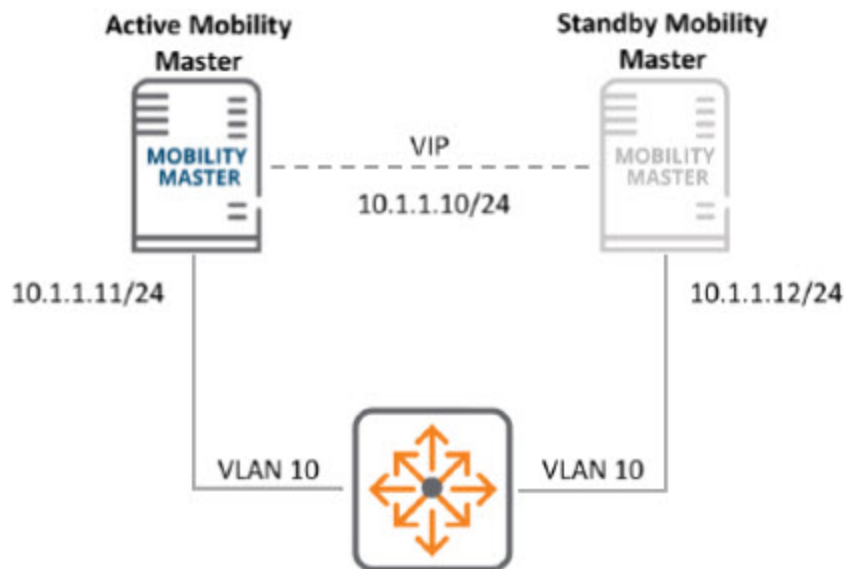 Active Mobility
Master
Standby Mobility
Master
MOBILITY
MASTER
VIP
10.1.1.10/24
MOBILITY
MASTER
10.1.1.11/24
10.1.1.12/24
VLAN 10
VLAN 10